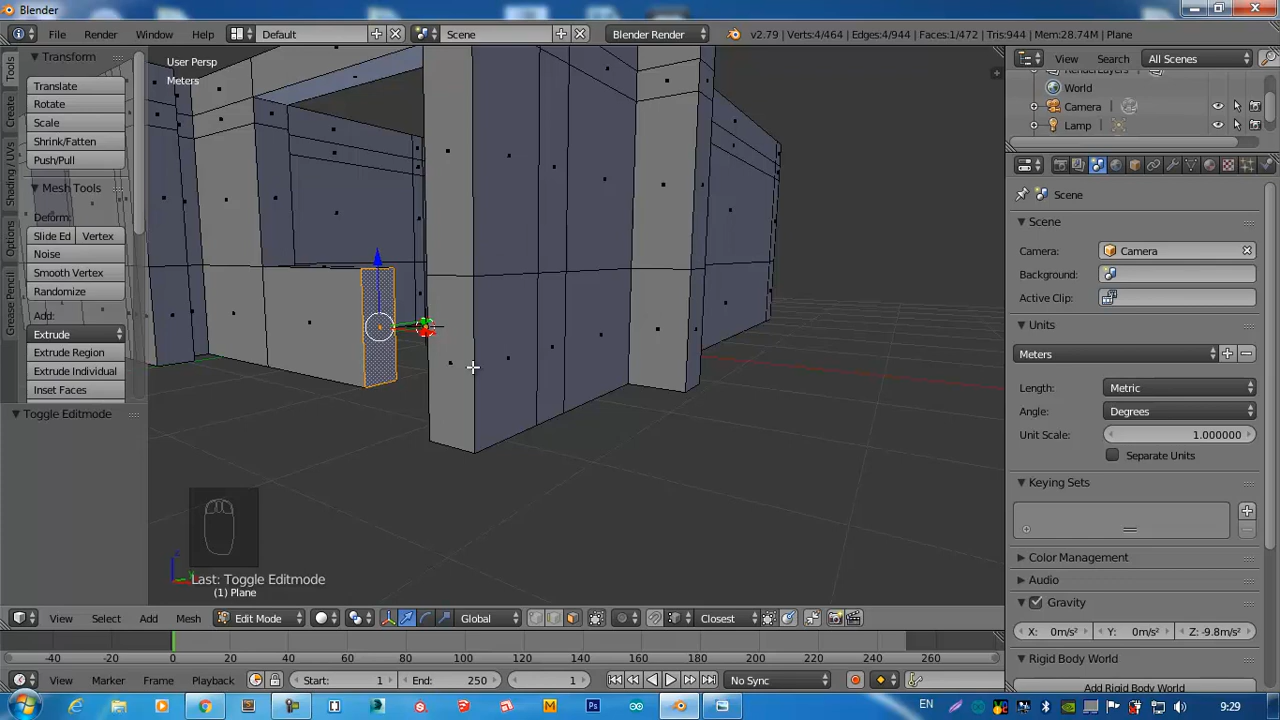 Blender
File
Render
Window
Help
Default
Scene
Blender Render
v2.79 | Verts:4/464 | Edges:4/944 | Faces:1/472 | Tris:944 | Mem:28.74M | Plane
Transform
Translate
Rotate
Scale
Shrink/Fatten
Push/Pull
Mesh Tools
Deform:
Slide Ed
Vertex
Noise
Smooth Vertex
Randomize
Add:
Extrude
Extrude Region
Extrude Individual
Inset Faces
Toggle Editmode
Tools
Create
Shading / UVs
Options
Grease Pencil
User Persp
Meters
Last: Toggle Editmode
(1) Plane
View
Select
Add
Mesh
Edit Mode
Global
Closest
-40
-20
0
20
40
60
80
100
120
140
160
180
200
220
240
260
View
Marker
Frame
Playback
Start:
1
End:
250
1
No Sync
View
Search
All Scenes
World
Camera
Lamp
Scene
Scene
Camera:
Camera
Background:
Active Clip:
Units
Meters
Length:
Metric
Angle:
Degrees
Unit Scale:
1.000000
Separate Units
Keying Sets
Color Management
Audio
Gravity
X:
0m/s²
Y:
0m/s²
Z: -9.8m/s²
Rigid Body World
Add Rigid Body World
EN
9:29